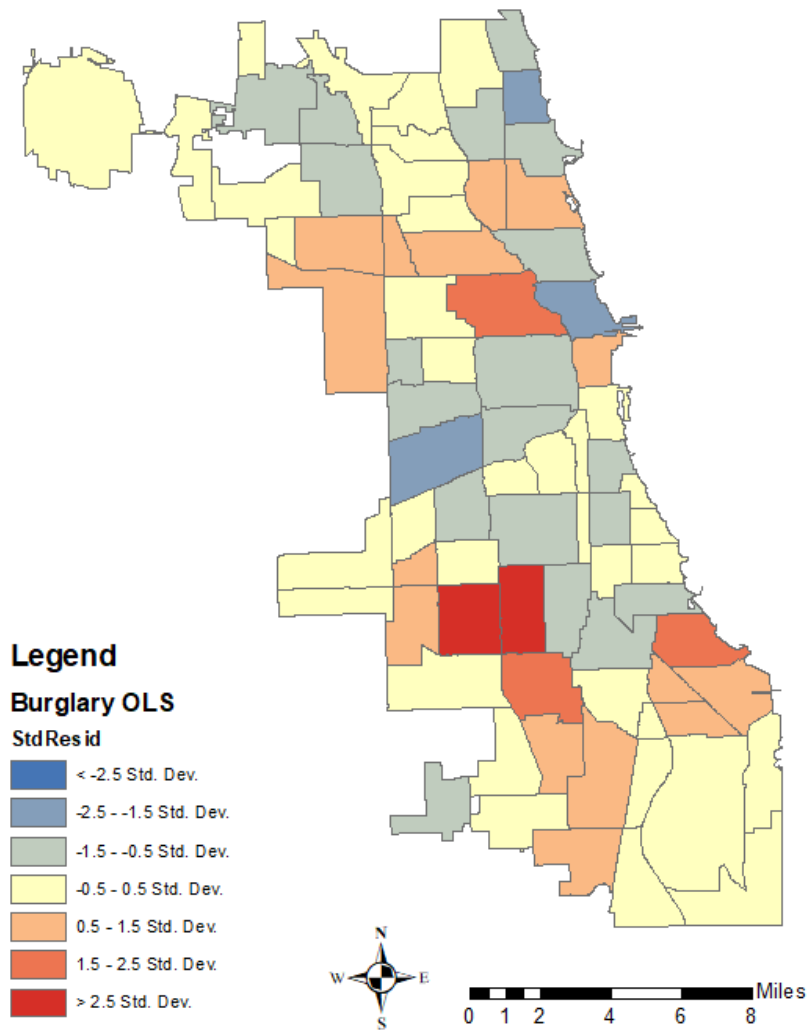 Legend
Burglary OLS
StdResid
< -2.5 Std. Dev.
-2.5 - -1.5 Std. Dev.
-1.5 - -0.5 Std. Dev.
-0.5 - 0.5 Std. Dev.
0.5 - 1.5 Std. Dev.
1.5 - 2.5 Std. Dev.
> 2.5 Std. Dev.
N
W E
S
Miles
0 1 2 4 6 8